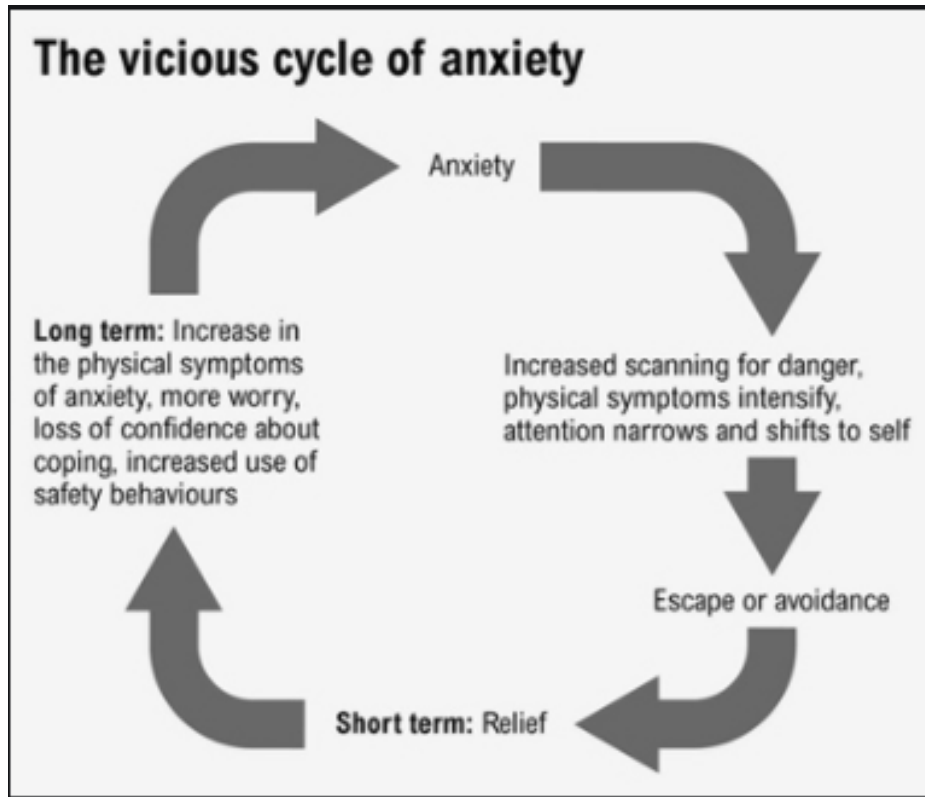 The vicious cycle of anxiety
Anxiety
Increased scanning for danger,
physical symptoms intensify,
attention narrows and shifts to self
Escape or avoidance
Short term: Relief
Long term: Increase in
the physical symptoms
of anxiety, more worry,
loss of confidence about
coping, increased use of
safety behaviours